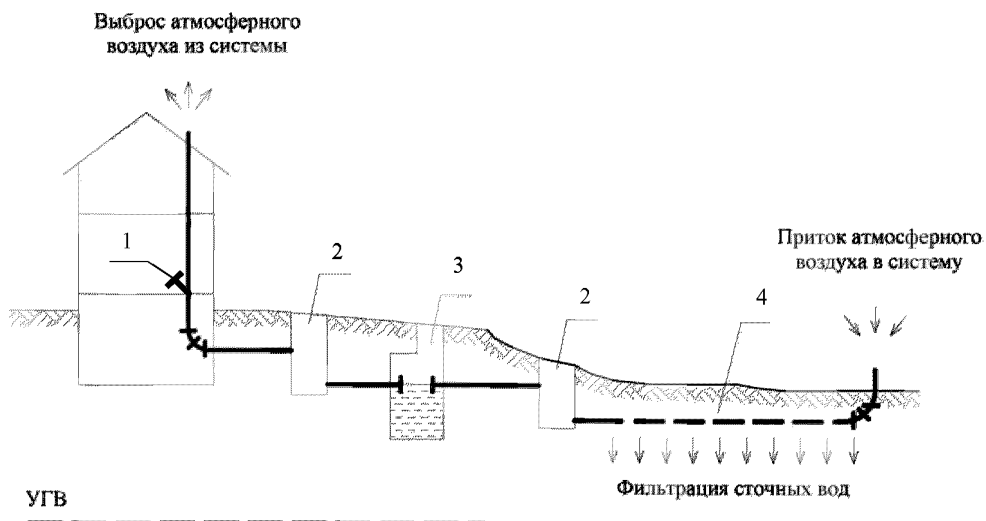 Выброс атмосферного
воздуха из системы
Приток атмосферного
воздуха в систему
1
2
3
2
4
Фильтрация сточных вод
УГВ